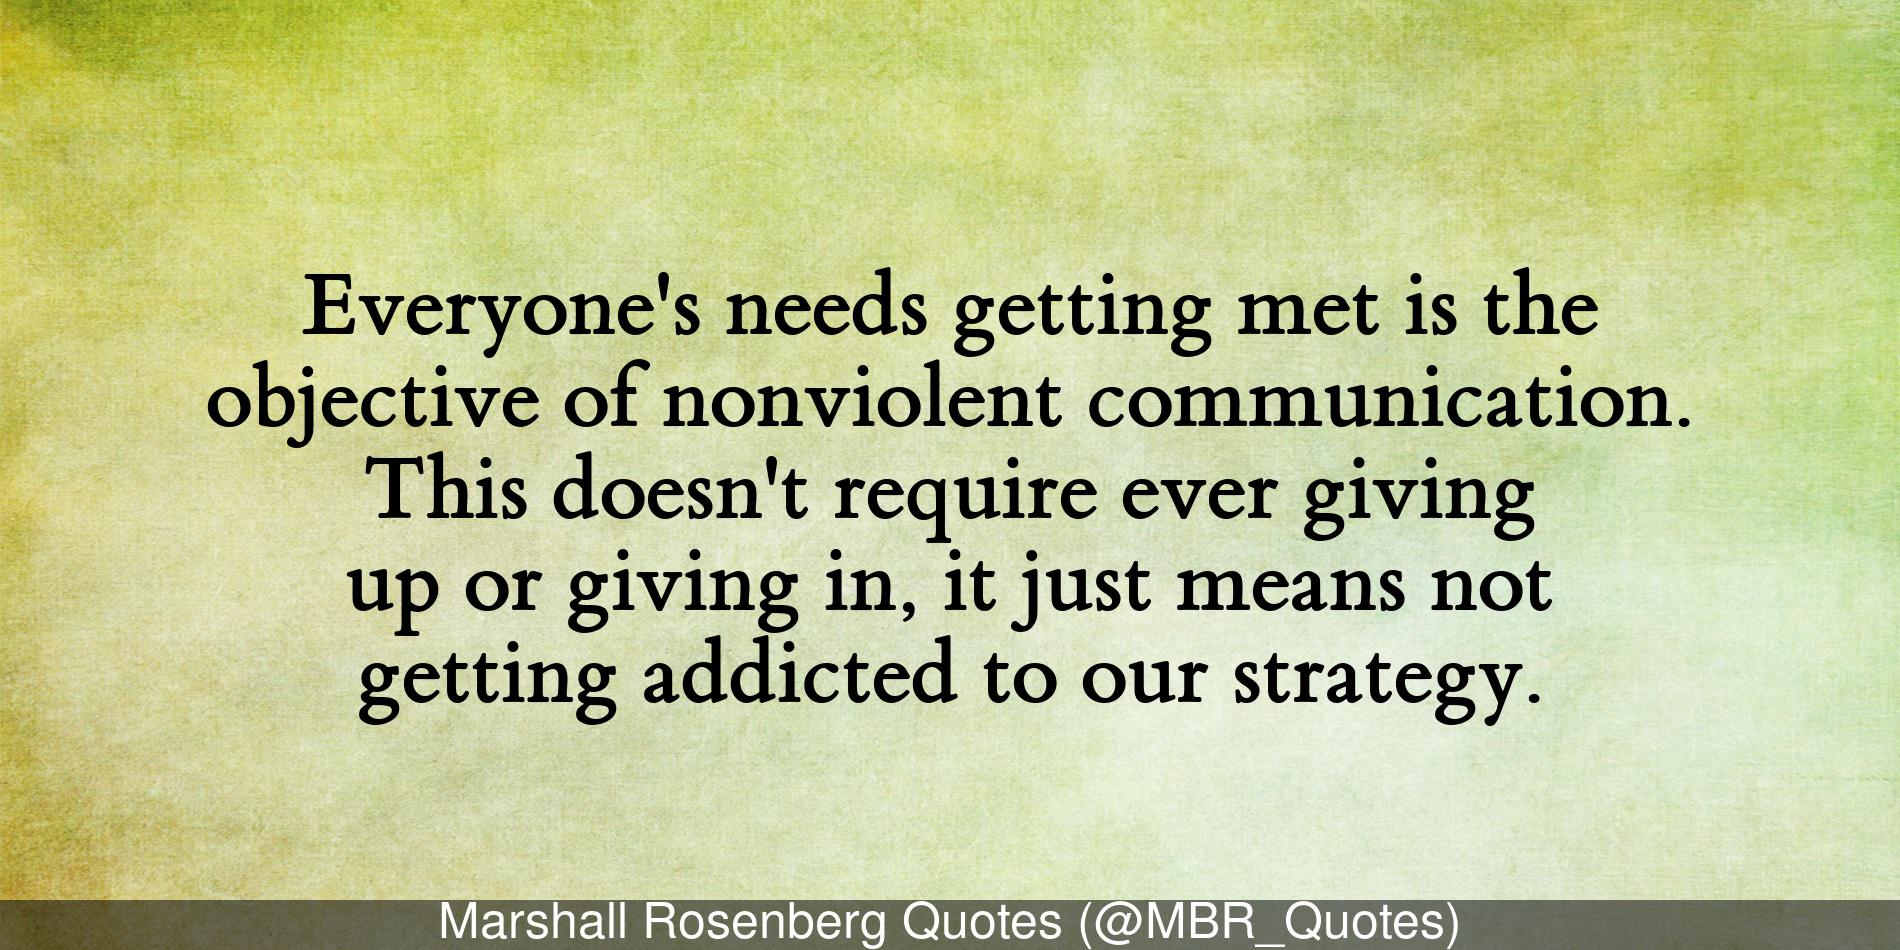 Everyone's needs getting met is the
objective of nonviolent communication.
This doesn't require ever giving
up or giving in, it just means not
getting addicted to our strategy.
Marshall Rosenberg Quotes (@MBR_Quotes)